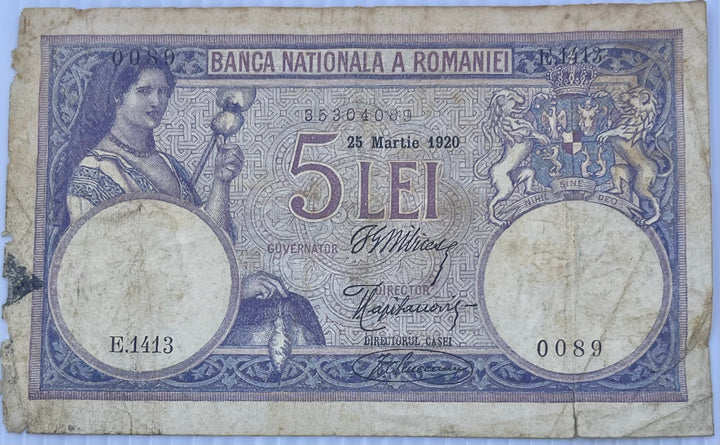 0089 BANCA NATIONALA A ROMANIEI E.1413
35304089
25 Martie 1920
5 LEI
NIHIL SINE DEO
GUVERNATOR
DIRECTOR
DIRECTORUL CASEI
E.1413 0089